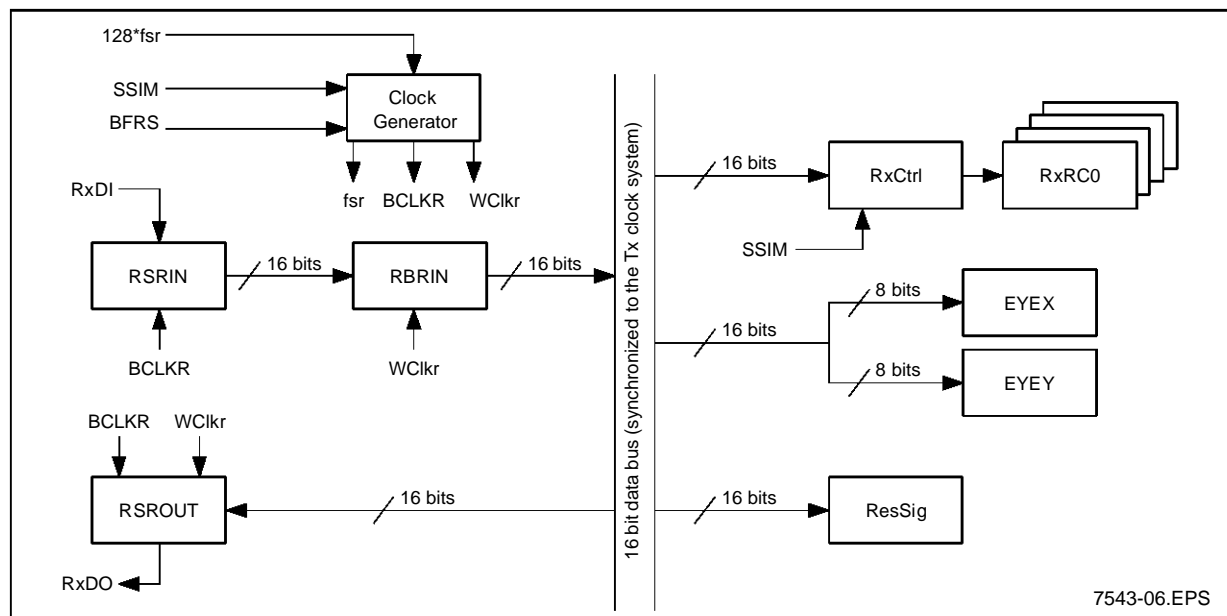 128*fsr
SSIM
BFRS
Clock
Generator
fsr
BCLKR
WClkr
RxDI
RSRIN
16 bits
RBRIN
16 bits
BCLKR
WClkr
BCLKR
WClkr
RSROUT
16 bits
RxDO
16 bit data bus (synchronized to the Tx clock system)
16 bits
RxCtrl
RxRC0
SSIM
16 bits
8 bits
EYEX
8 bits
EYEY
16 bits
ResSig
7543-06.EPS